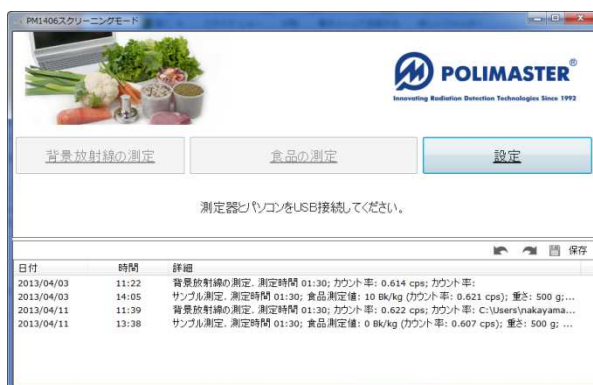 PM1406スクリーニングモード
POLIMASTER®
Innovating Radiation Detection Technologies Since 1992
背景放射線の測定
食品の測定
設定
測定器とパソコンをUSB接続してください。
保存
日付 時間 詳細
2013/04/03 11:22 背景放射線の測定. 測定時間 01:30; カウント率: 0.614 cps; カウント率:
2013/04/03 14:05 サンプル測定. 測定時間 01:30; 食品測定値: 10 Bk/kg (カウント率: 0.621 cps); 重さ: 500 g;...
2013/04/11 11:39 背景放射線の測定. 測定時間 01:30; カウント率: 0.622 cps; カウント率: C:\Users\nakayama...
2013/04/11 13:38 サンプル測定. 測定時間 01:30; 食品測定値: 0 Bk/kg (カウント率: 0.607 cps); 重さ: 500 g; ...